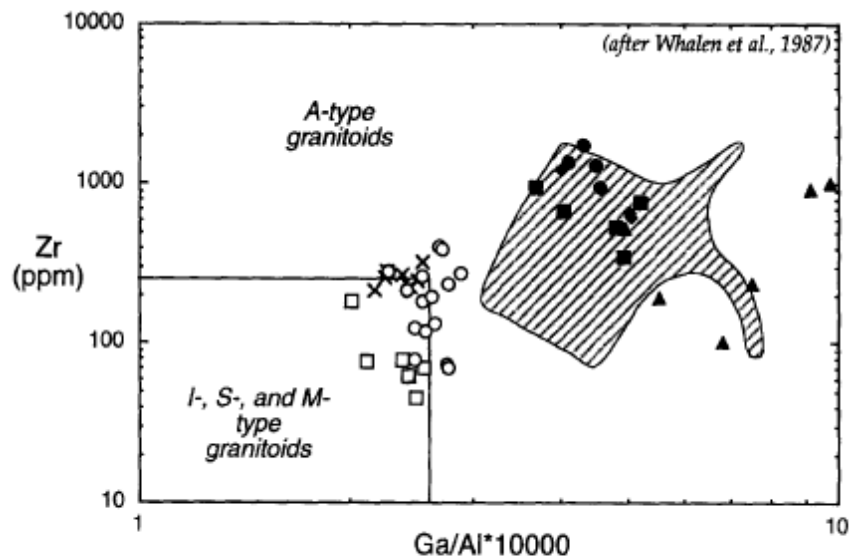 10000
(after Whalen et al., 1987)
A-type
granitoids
1000
Zr
(ppm)
100
I-, S-, and M-
type
granitoids
10
1
10
Ga/Al*10000